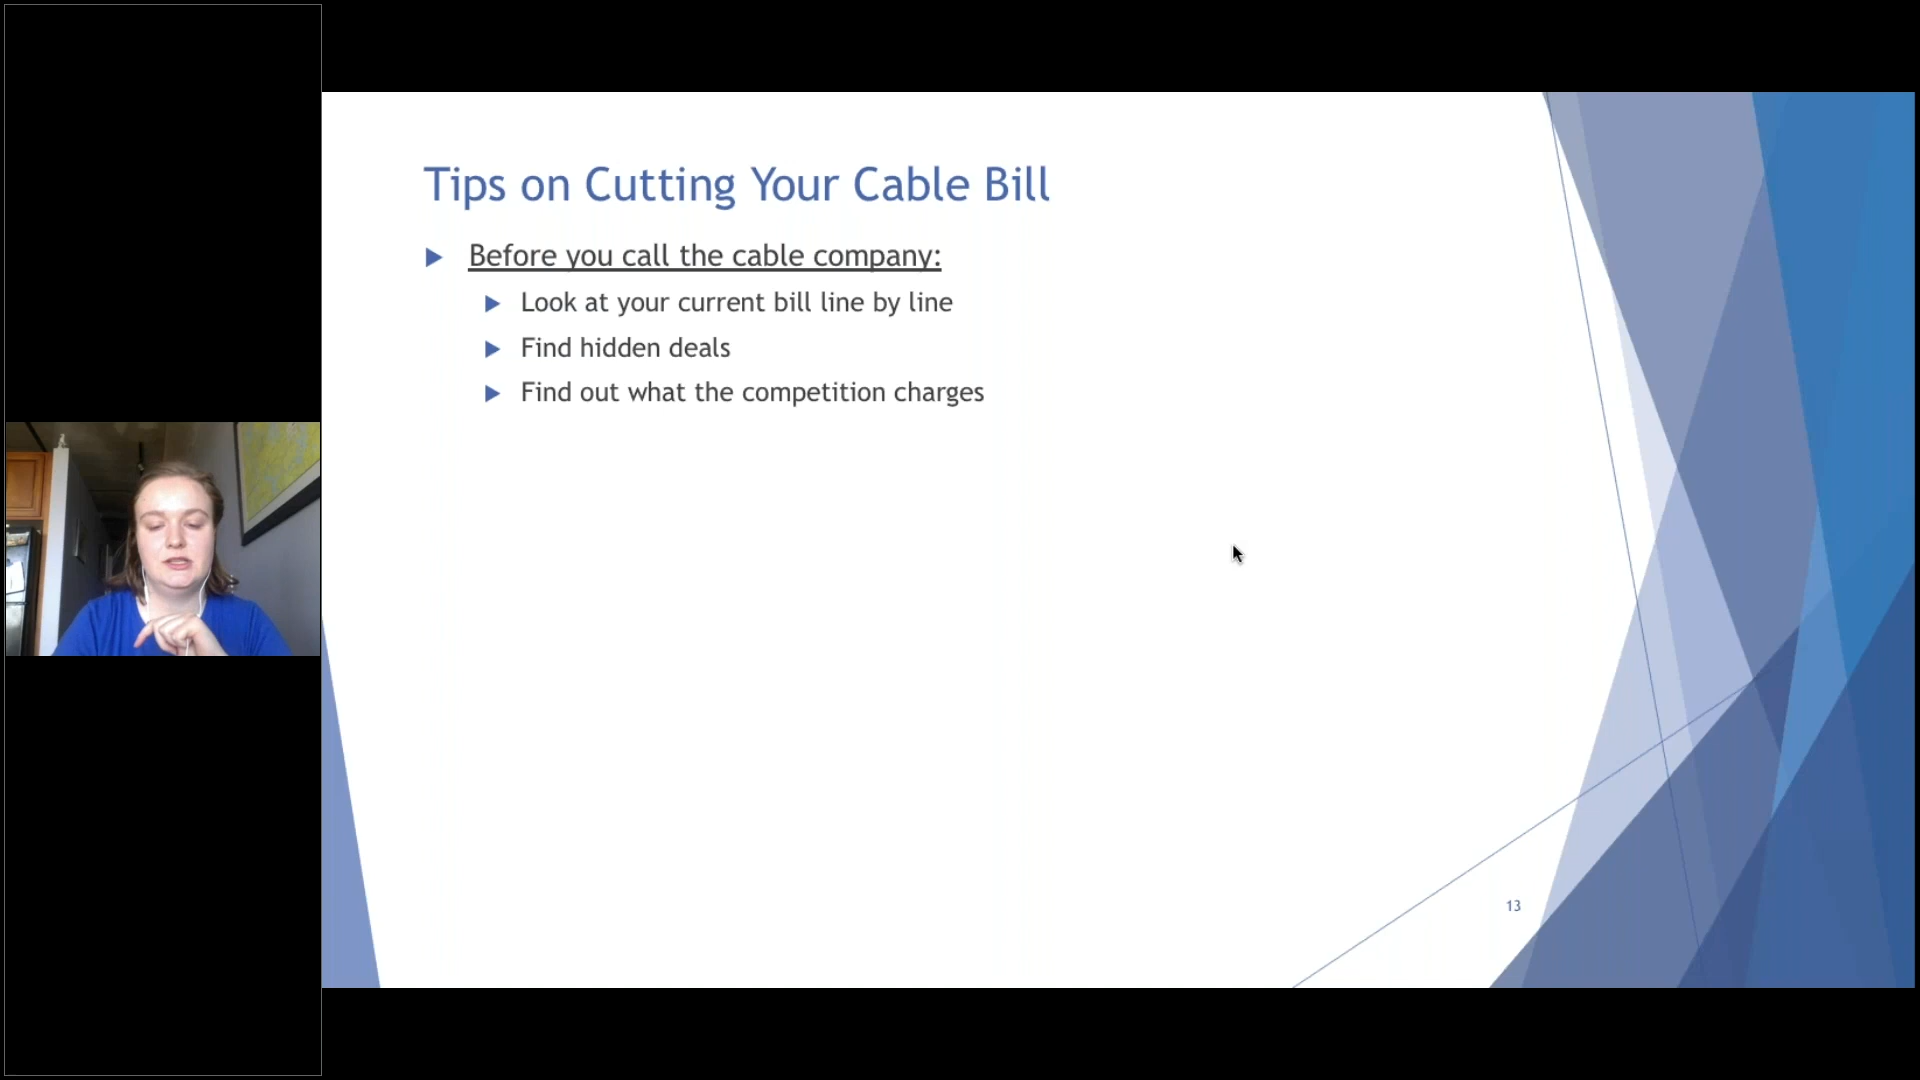 Tips on Cutting Your Cable Bill
Before you call the cable company:
Look at your current bill line by line
Find hidden deals
Find out what the competition charges
13